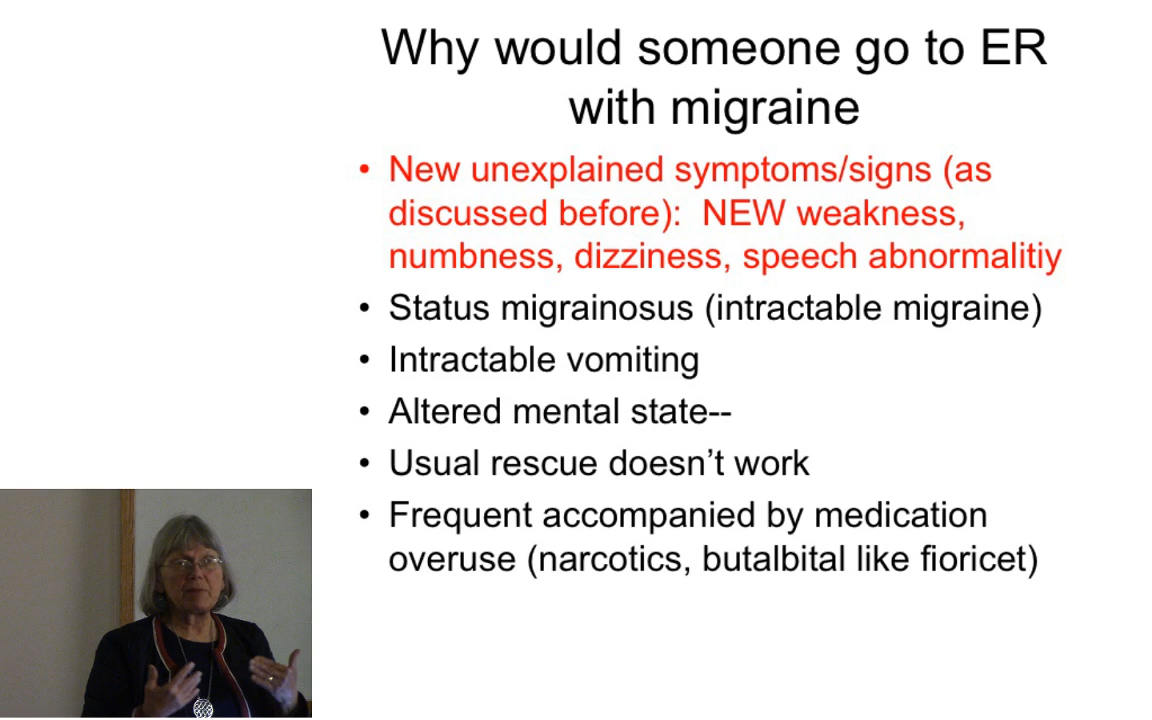 Why would someone go to ER
with migraine
• New unexplained symptoms/signs (as
discussed before):  NEW weakness,
numbness, dizziness, speech abnormalitiy
• Status migrainosus (intractable migraine)
• Intractable vomiting
• Altered mental state--
• Usual rescue doesn’t work
• Frequent accompanied by medication
overuse (narcotics, butalbital like fioricet)